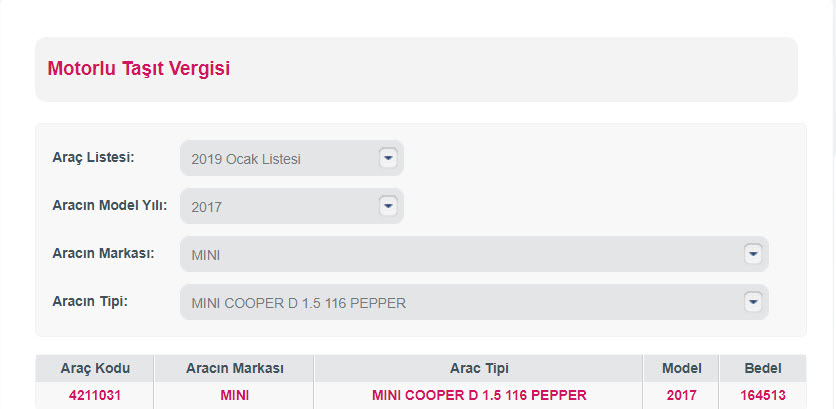 Motorlu Taşıt Vergisi
Araç Listesi: 2019 Ocak Listesi
Aracın Model Yılı: 2017
Aracın Markası: MINI
Aracın Tipi: MINI COOPER D 1.5 116 PEPPER
Araç Kodu Aracın Markası Arac Tipi Model Bedel
4211031 MINI MINI COOPER D 1.5 116 PEPPER 2017 164513